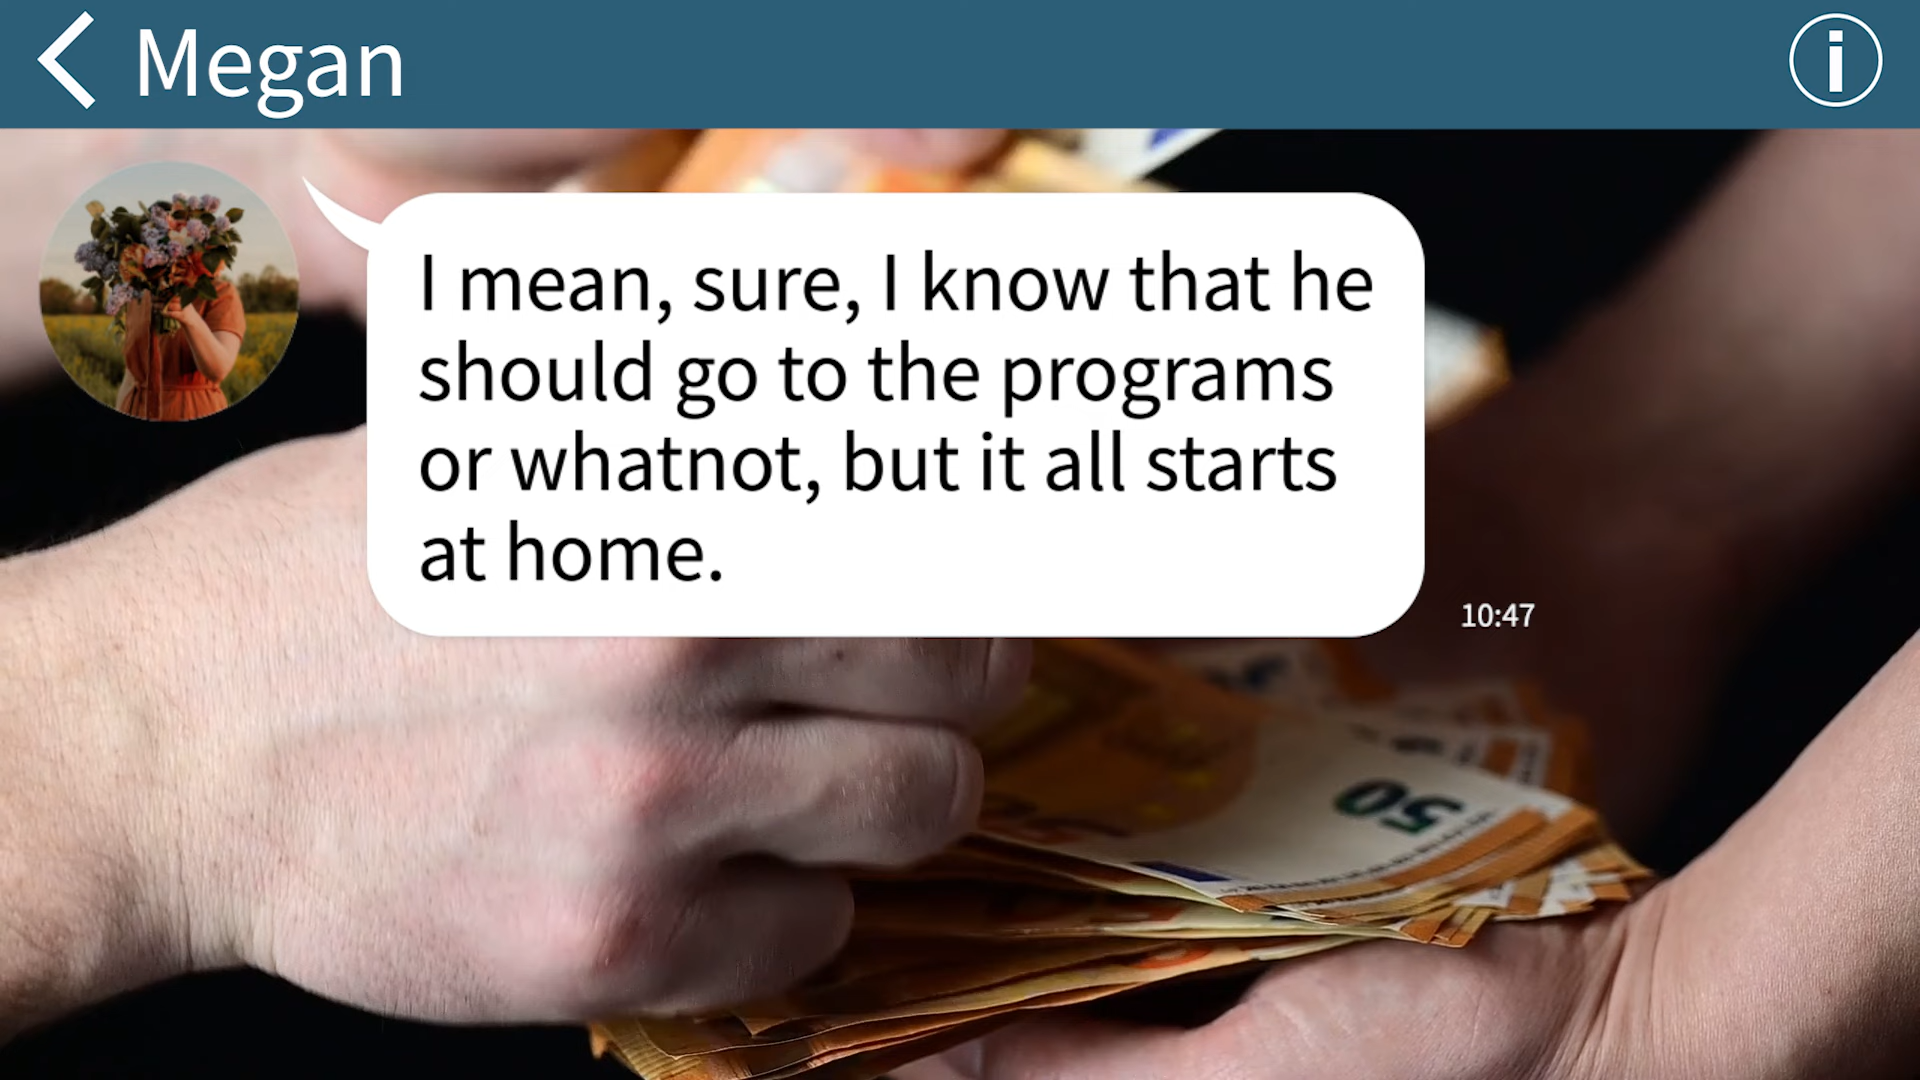 Megan
I mean, sure, I know that he
should go to the programs
or whatnot, but it all starts
at home.
10:47
50